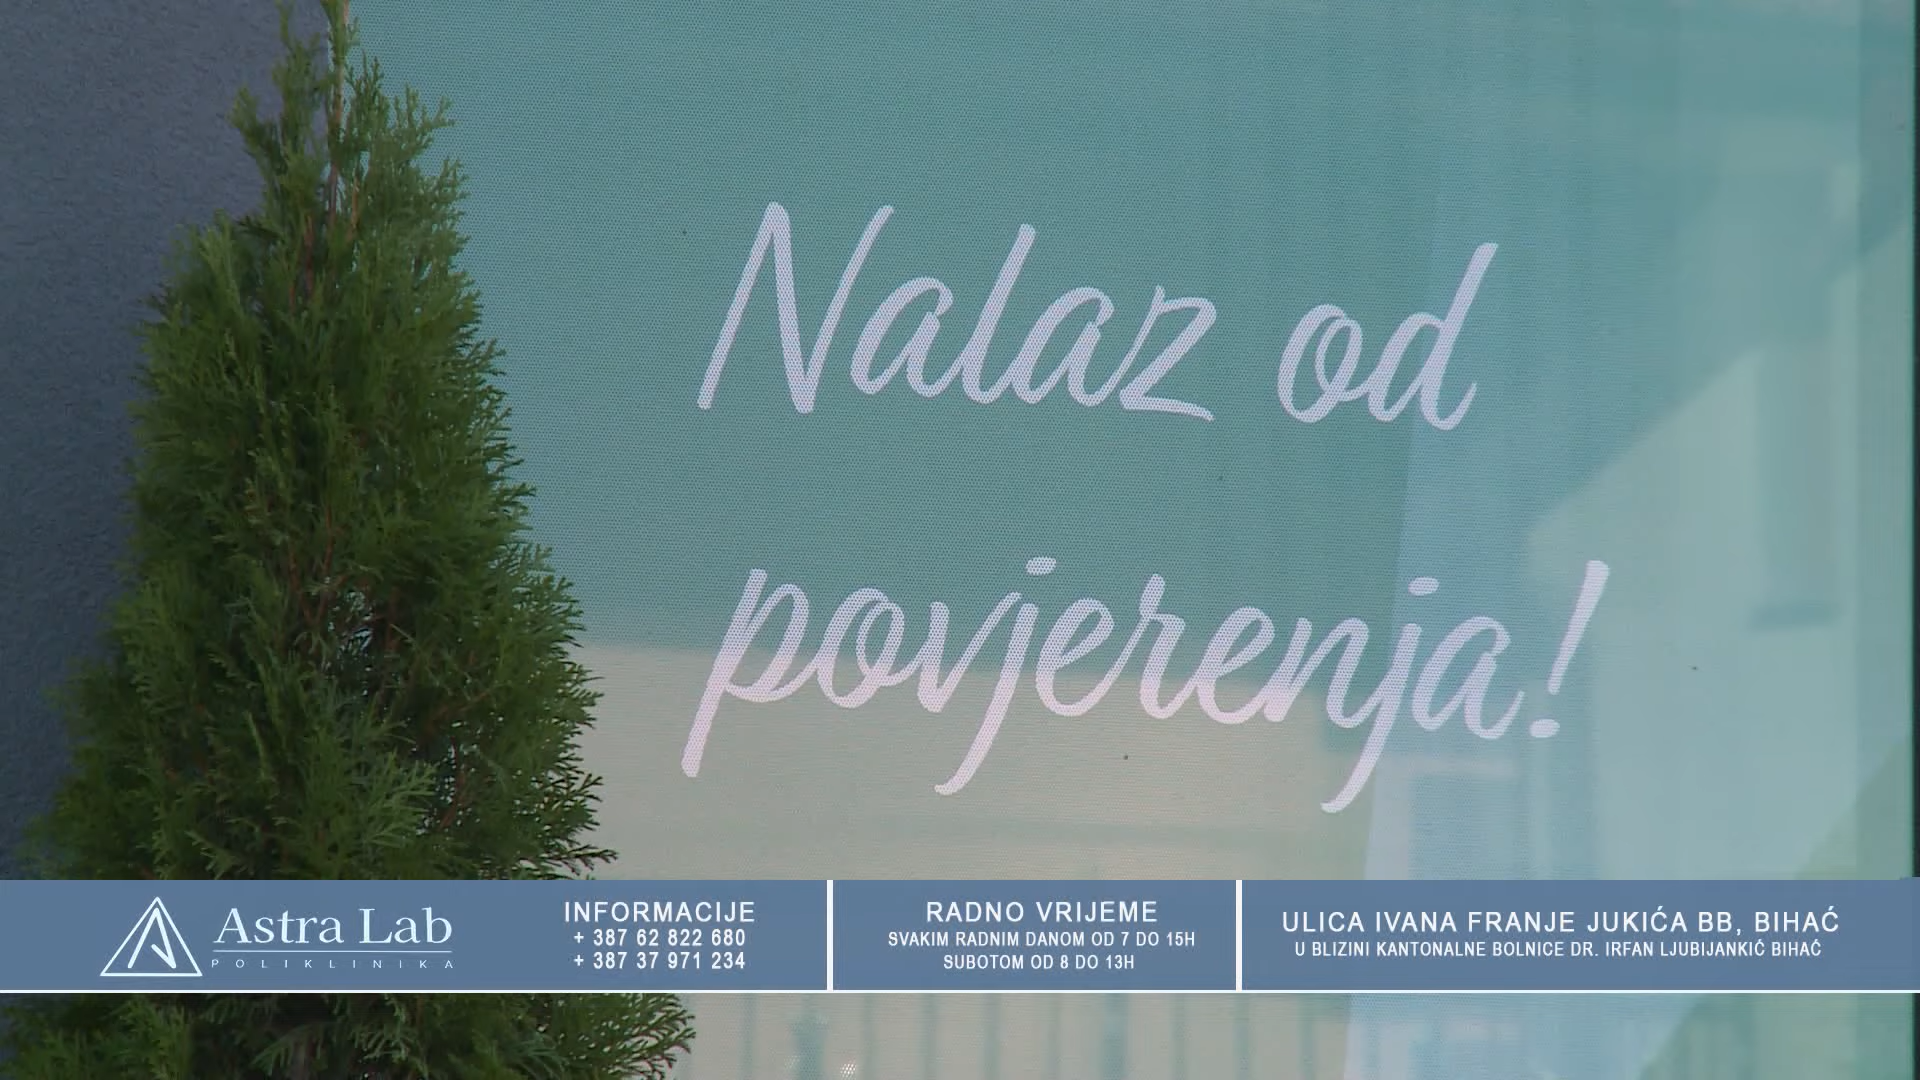 Nalaz od
povjerenja!
Astra Lab
POLIKLINIKA
INFORMACIJE
+ 387 62 822 680
+ 387 37 971 234
RADNO VRIJEME
SVAKIM RADNIM DANOM OD 7 DO 15H
SUBOTOM OD 8 DO 13H
ULICA IVANA FRANJE JUKIĆA BB, BIHAĆ
U BLIZINI KANTONALNE BOLNICE DR. IRFAN LJUBIJANKIĆ BIHAĆ